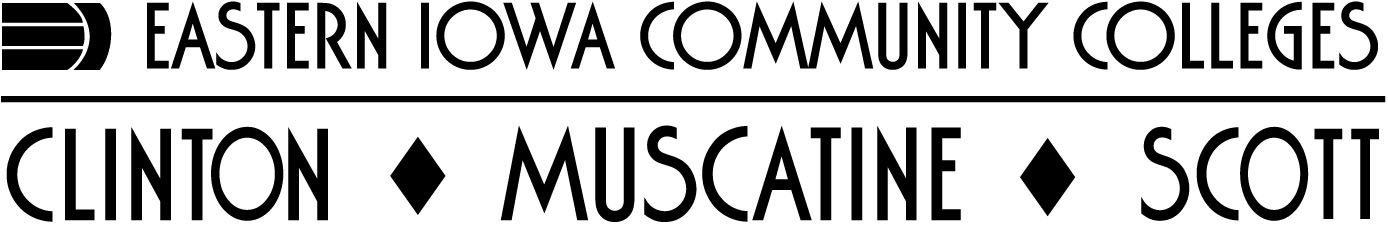 EASTERN IOWA COMMUNITY COLLEGES
CLINTON ♦ MUSCATINE ♦ SCOTT